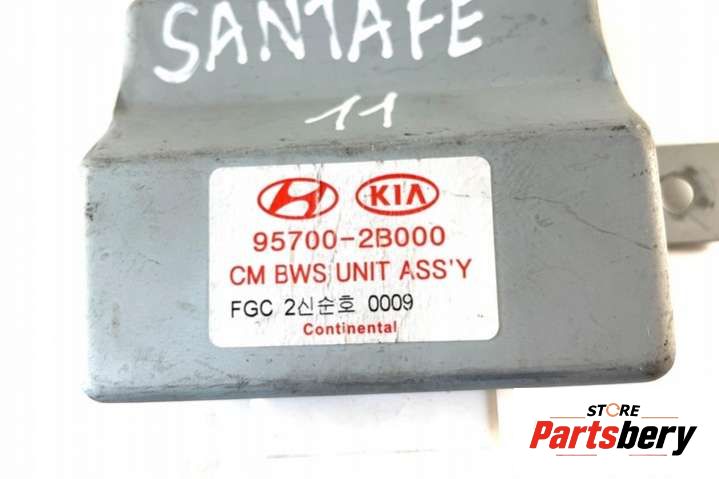 SANTAFE
11
KIA
95700-2B000
CM BWS UNIT ASS'Y
FGC 2신순호 0009
Continental
STORE
Partsbery